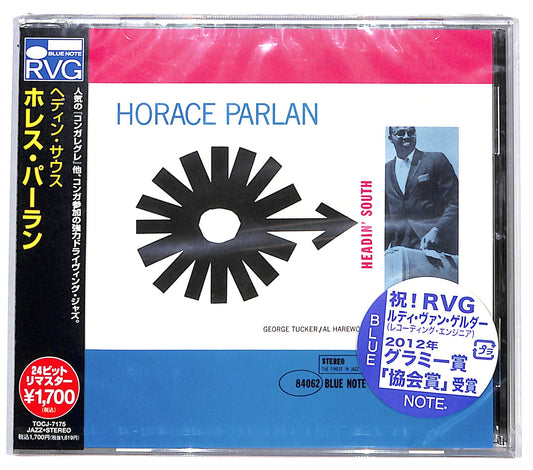 BLUE NOTE
RVG
ヘディン・サウス
ホレス・パーラン
人気の「コンガレグレ」他、コンガ参加の強力ドライヴィング・ジャズ。
24ビット
リマスター
¥1,700
(税込)
TOCJ-7175
JAZZ・STEREO
税込1,700円(税抜1,619円)
HORACE PARLAN
HEADIN' SOUTH
GEORGE TUCKER/AL HAREWO
STEREO
THE FINEST IN JAZZ
84062 BLUE NOTE
祝!RVG
ルディ・ヴァン・ゲルダー
(レコーディング・エンジニア)
2012年
グラミー賞
「協会賞」受賞
BLUE
NOTE.
プラ